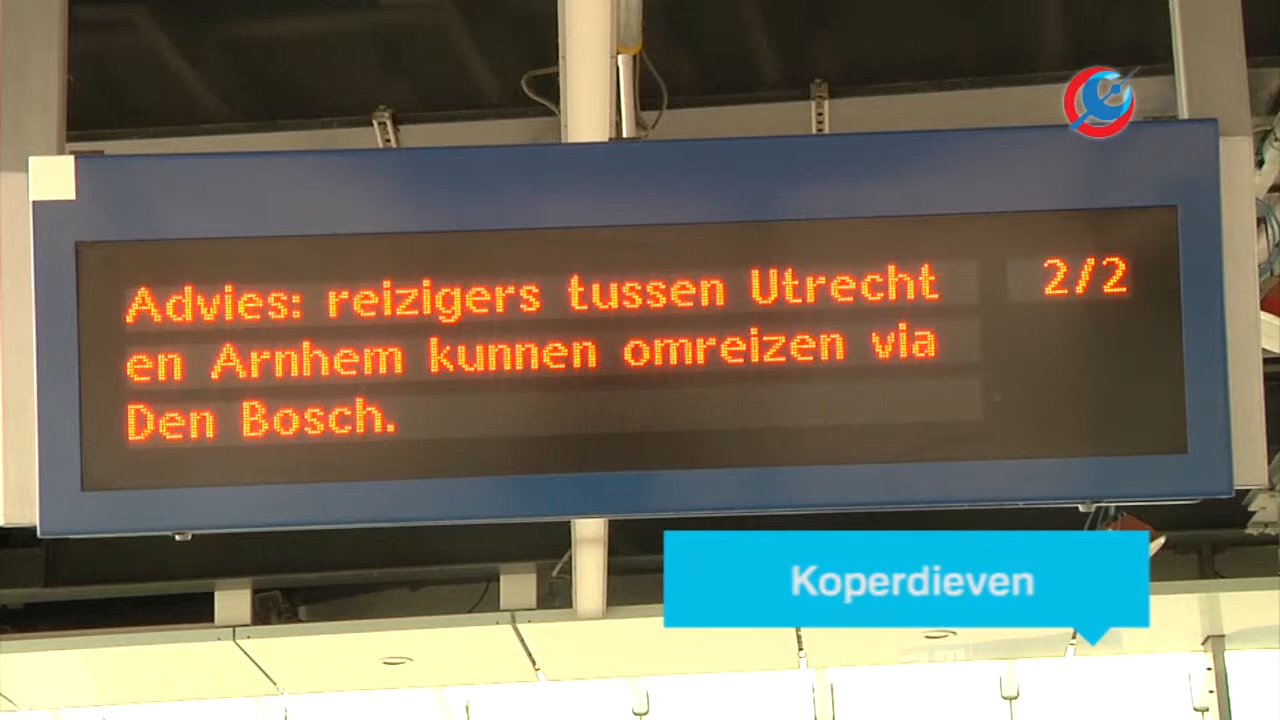 Advies: reizigers tussen Utrecht 2/2
en Arnhem kunnen omreizen via
Den Bosch.
Koperdieven